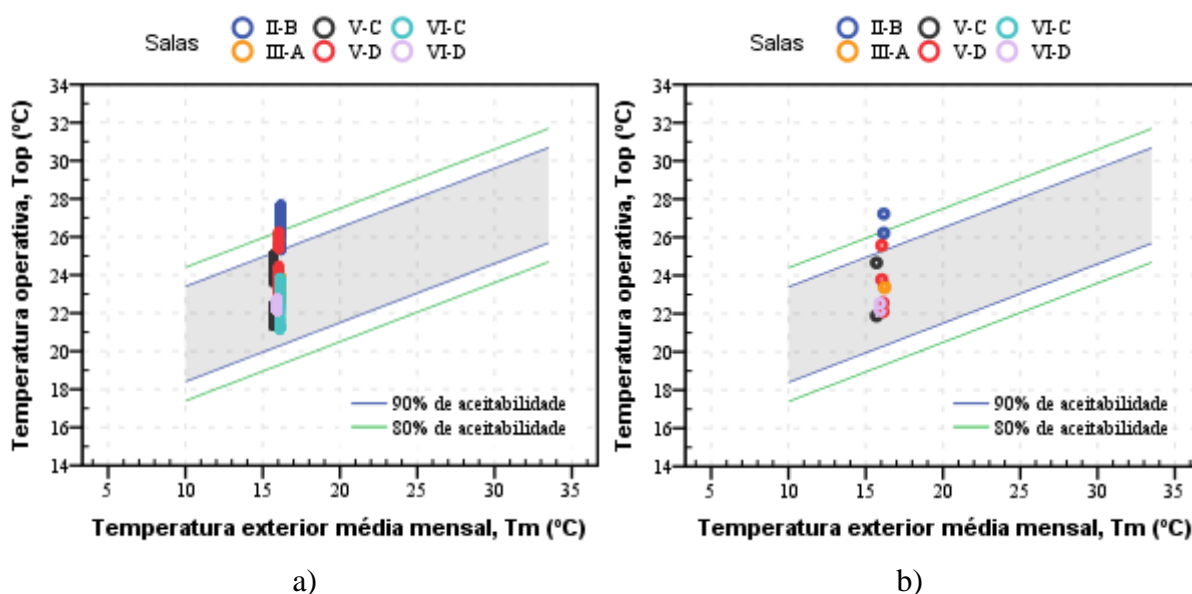 Salas
II-B V-C VI-C
III-A V-D VI-D
Temperatura operativa, Top (ºC)
34
32
30
28
26
24
22
20
18
16
14
90% de aceitabilidade
80% de aceitabilidade
5 10 15 20 25 30 35
Temperatura exterior média mensal, Tm (ºC)
a)
Salas
II-B V-C VI-C
III-A V-D VI-D
Temperatura operativa, Top (ºC)
34
32
30
28
26
24
22
20
18
16
14
90% de aceitabilidade
80% de aceitabilidade
5 10 15 20 25 30 35
Temperatura exterior média mensal, Tm (ºC)
b)